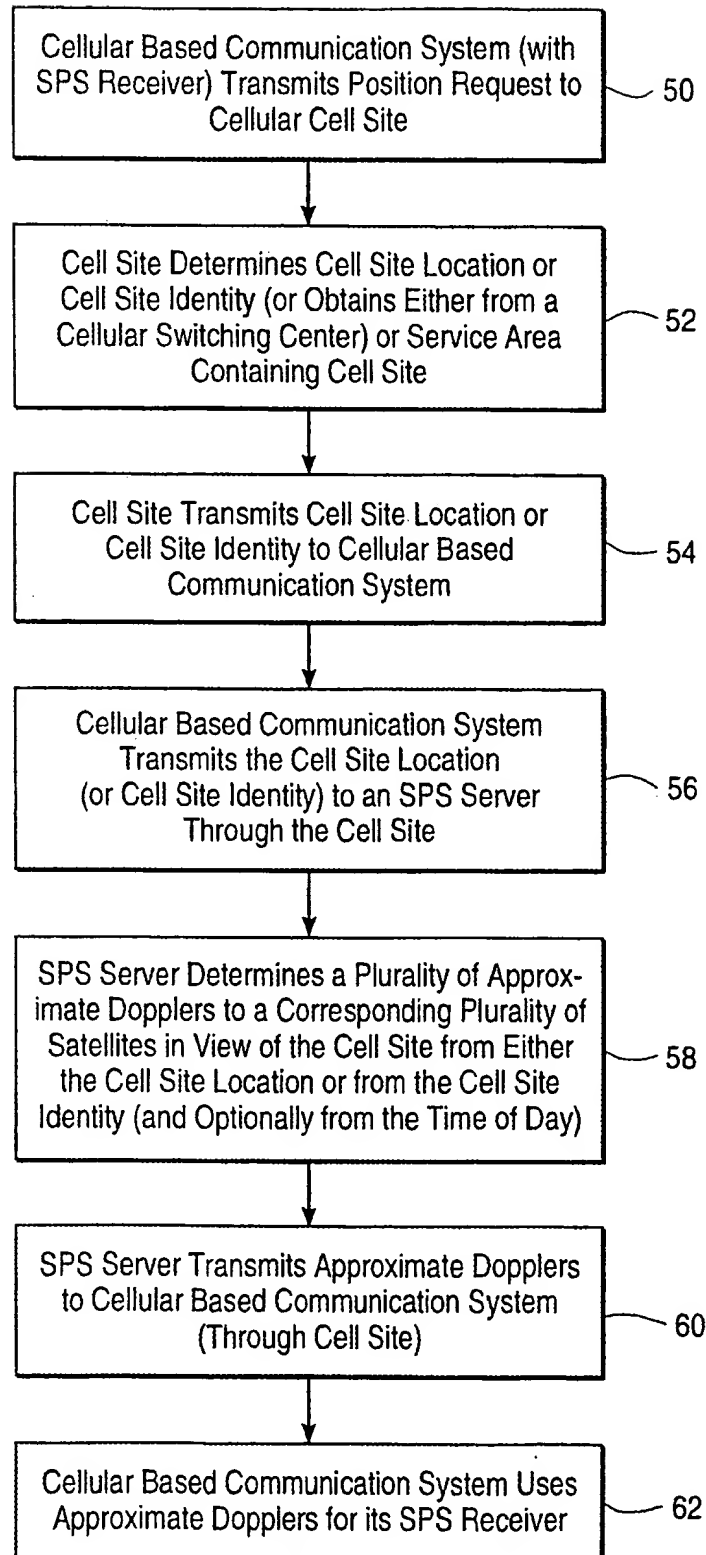 Cellular Based Communication System (with
SPS Receiver) Transmits Position Request to
Cellular Cell Site
50
Cell Site Determines Cell Site Location or
Cell Site Identity (or Obtains Either from a
Cellular Switching Center) or Service Area
Containing Cell Site
52
Cell Site Transmits Cell Site Location or
Cell Site Identity to Cellular Based
Communication System
54
Cellular Based Communication System
Transmits the Cell Site Location
(or Cell Site Identity) to an SPS Server
Through the Cell Site
56
SPS Server Determines a Plurality of Approx-
imate Dopplers to a Corresponding Plurality of
Satellites in View of the Cell Site from Either
the Cell Site Location or from the Cell Site
Identity (and Optionally from the Time of Day)
58
SPS Server Transmits Approximate Dopplers
to Cellular Based Communication System
(Through Cell Site)
60
Cellular Based Communication System Uses
Approximate Dopplers for its SPS Receiver
62